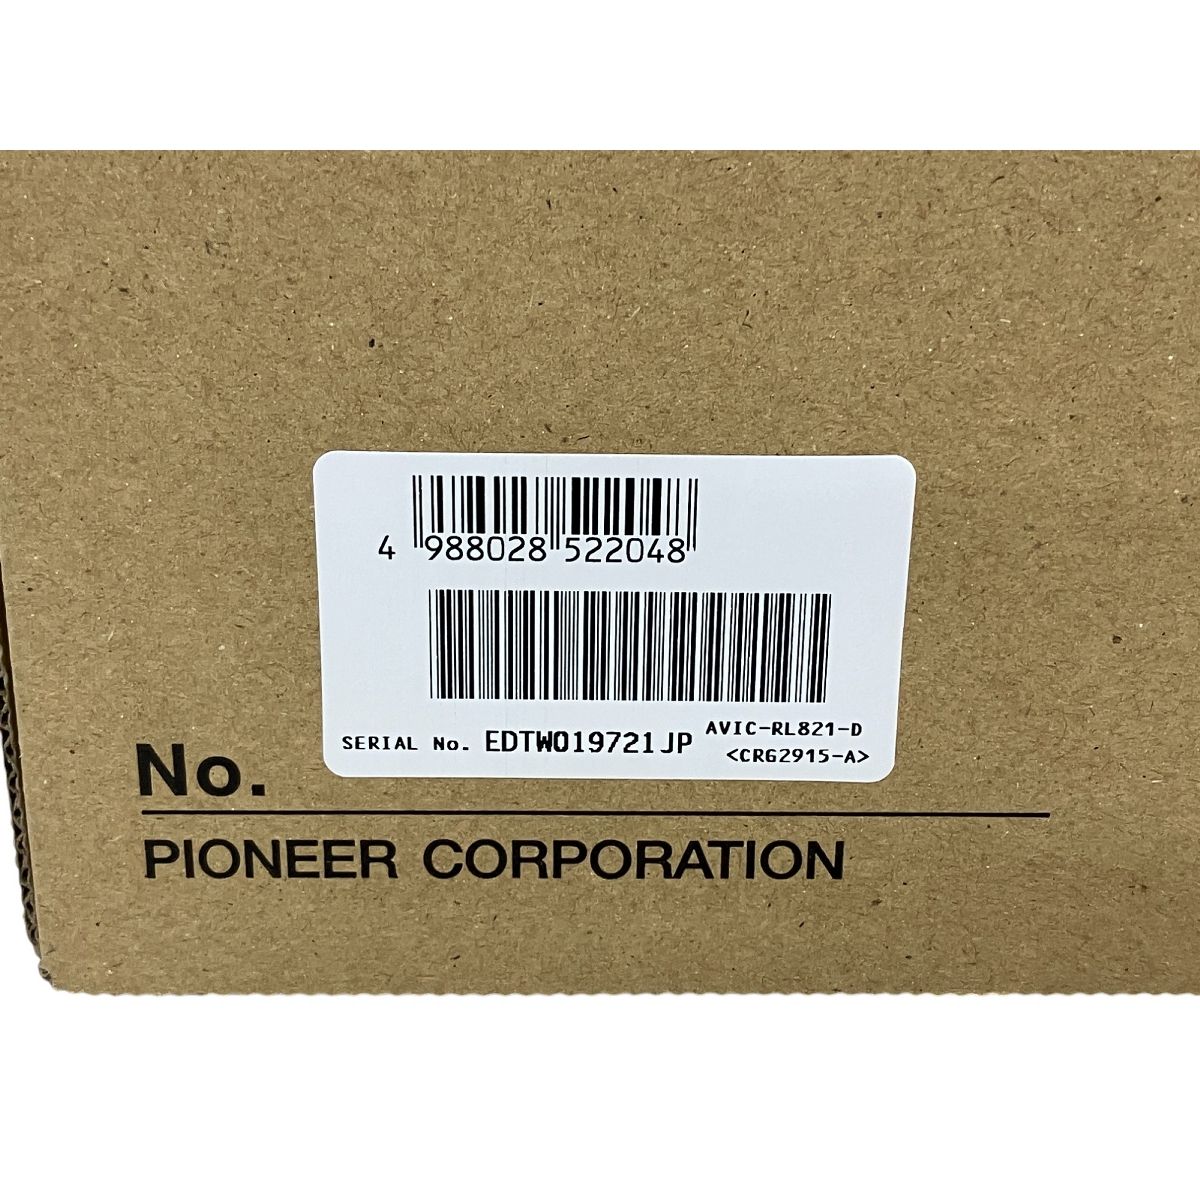 4 988028 522048
SERIAL No. EDTW019721JP AVIC-RL821-D
<CRG2915-A>
No.
PIONEER CORPORATION